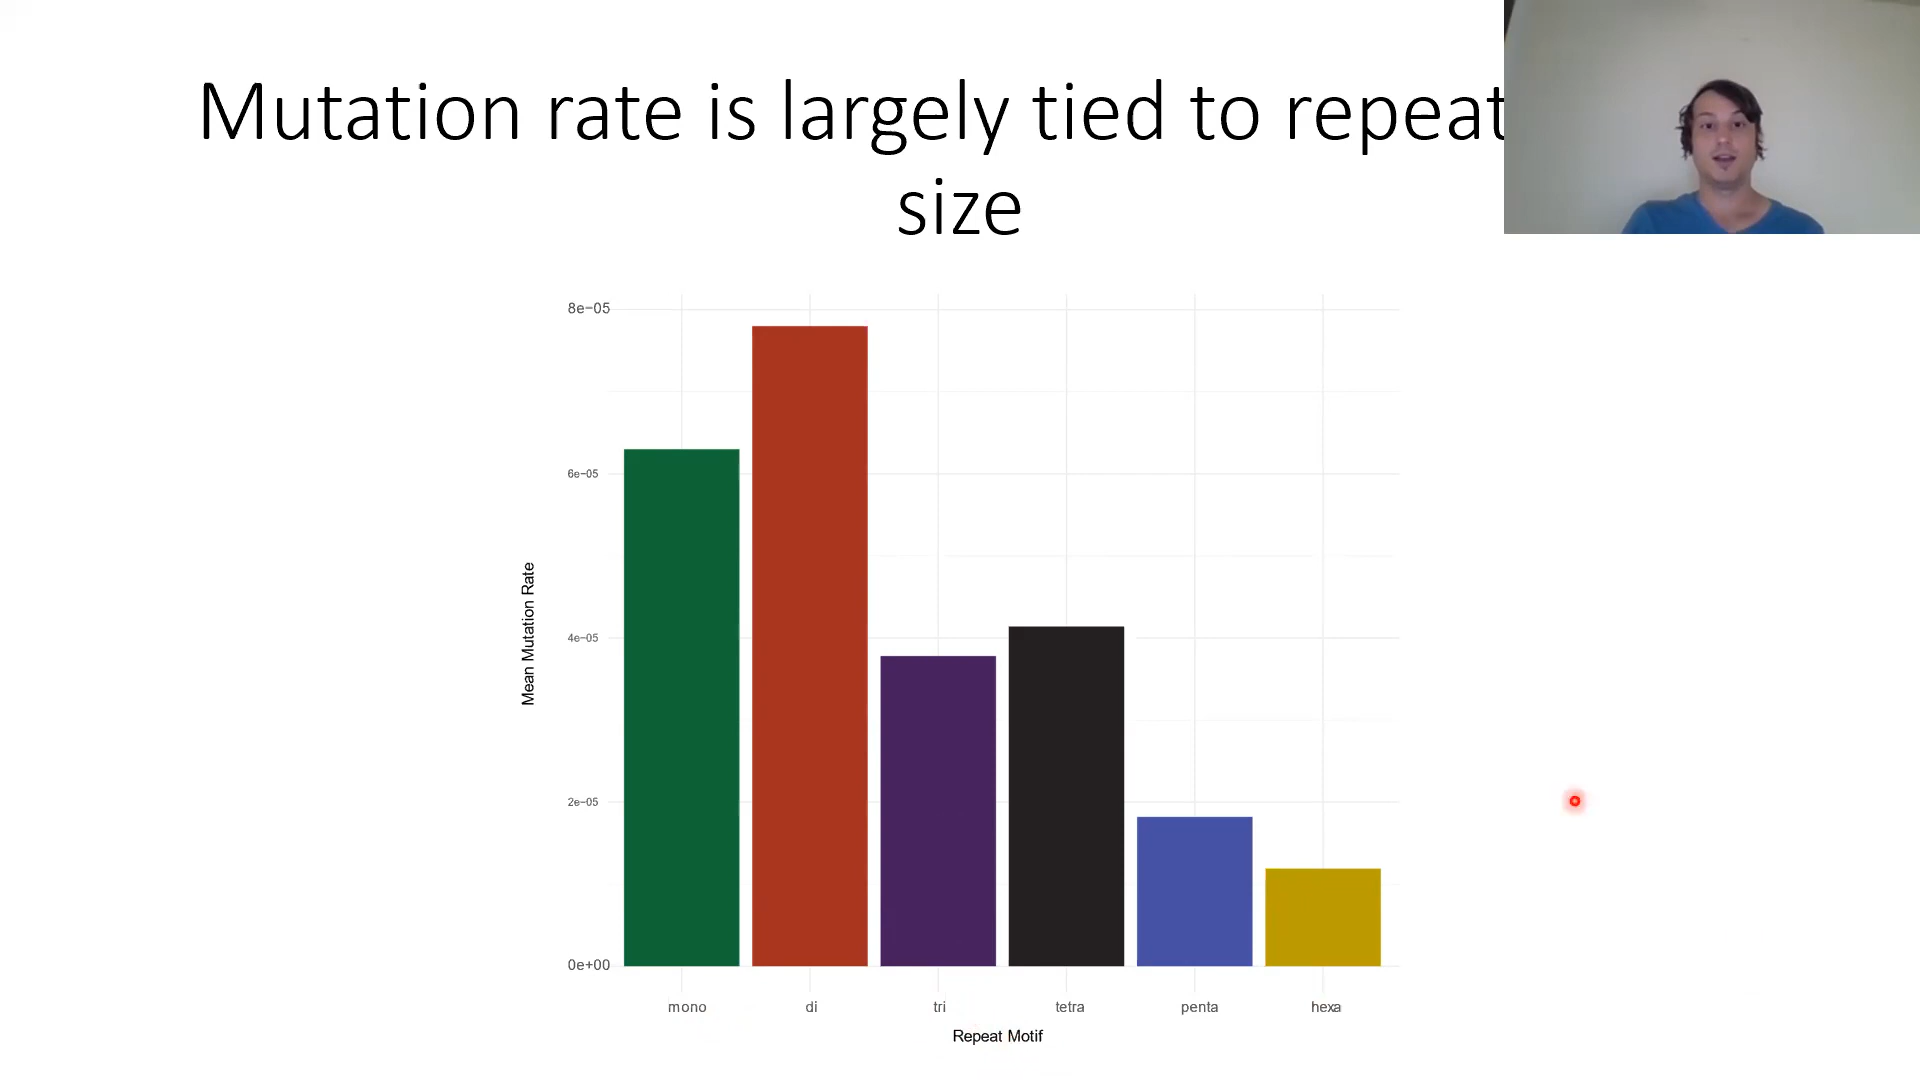 Mutation rate is largely tied to repeat
size
8e-05
6e-05
4e-05
2e-05
0e+00
Mean Mutation Rate
mono di tri tetra penta hexa
Repeat Motif